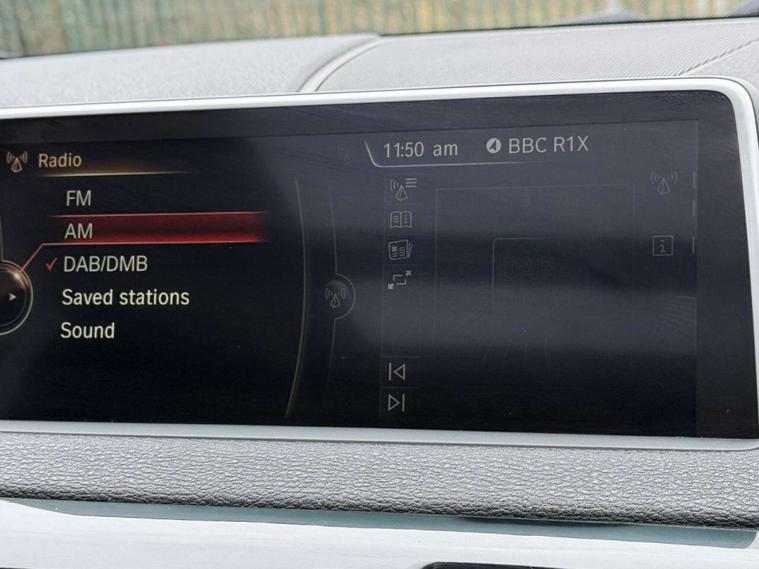 Radio
FM
AM
DAB/DMB
Saved stations
Sound
11:50 am BBC R1X